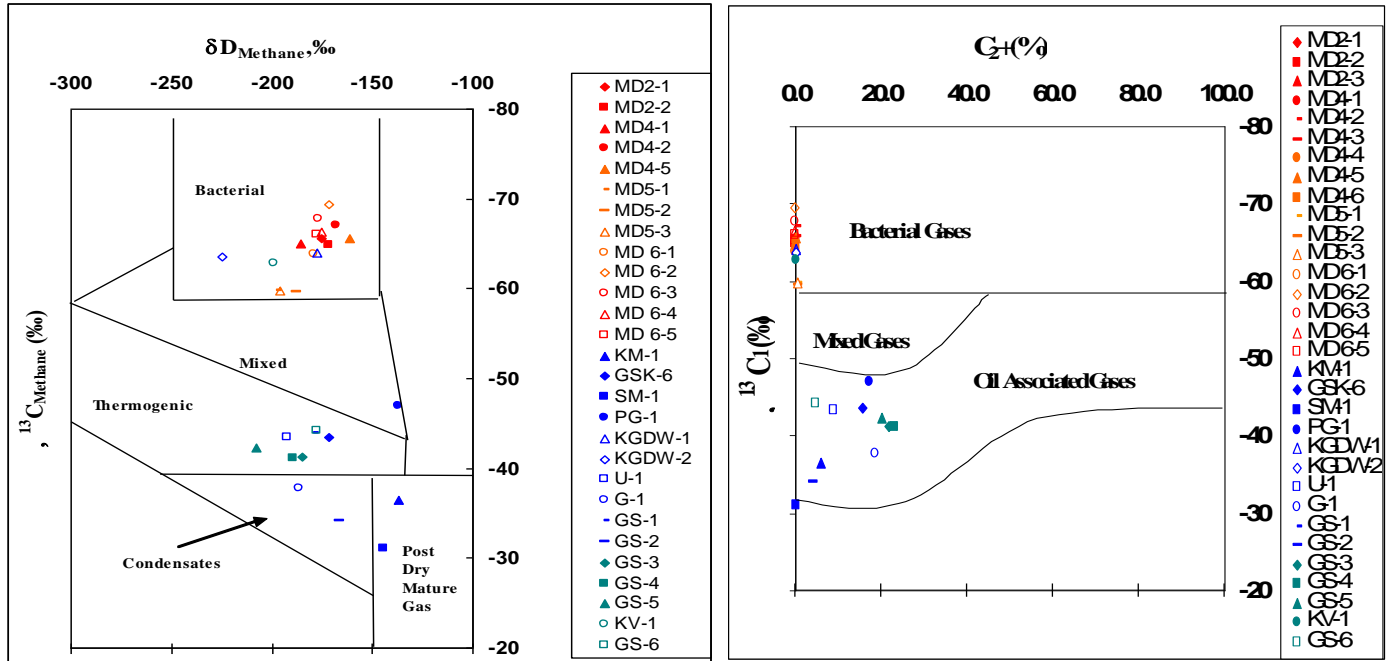 δD Methane, ‰
-300 -250 -200 -150 -100
-80
-70
-60
-50
-40
-30
-20
, ¹³C Methane (‰)
Bacterial
Mixed
Thermogenic
Condensates
Post
Dry
Mature
Gas
MD2-1
MD2-2
MD4-1
MD4-2
MD4-5
MD5-1
MD5-2
MD5-3
MD 6-1
MD 6-2
MD 6-3
MD 6-4
MD 6-5
KM-1
GSK-6
SM-1
PG-1
KGDW-1
KGDW-2
U-1
G-1
GS-1
GS-2
GS-3
GS-4
GS-5
KV-1
GS-6
C2+(%)
0.0 20.0 40.0 60.0 80.0 100.0
-80
-70
-60
-50
-40
-30
-20
¹³C1(‰)
Bacterial Gases
Mixed Gases
Oil Associated Gases
MD2-1
MD2-2
MD2-3
MD4-1
MD4-2
MD4-3
MD4-4
MD4-5
MD4-6
MD5-1
MD5-2
MD5-3
MD6-1
MD6-2
MD6-3
MD6-4
MD6-5
KM-1
GSK-6
SM-1
PG-1
KGDW-1
KGDW-2
U-1
G-1
GS-1
GS-2
GS-3
GS-4
GS-5
KV-1
GS-6